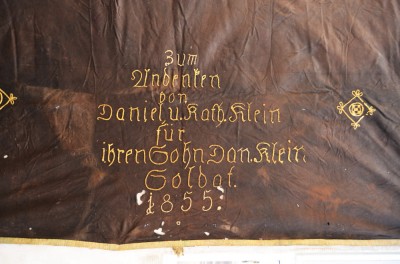 Zum
Andenken
von
Daniel u. Kath. Klein
für
ihren Sohn Dan. Klein
Soldat.
1855.